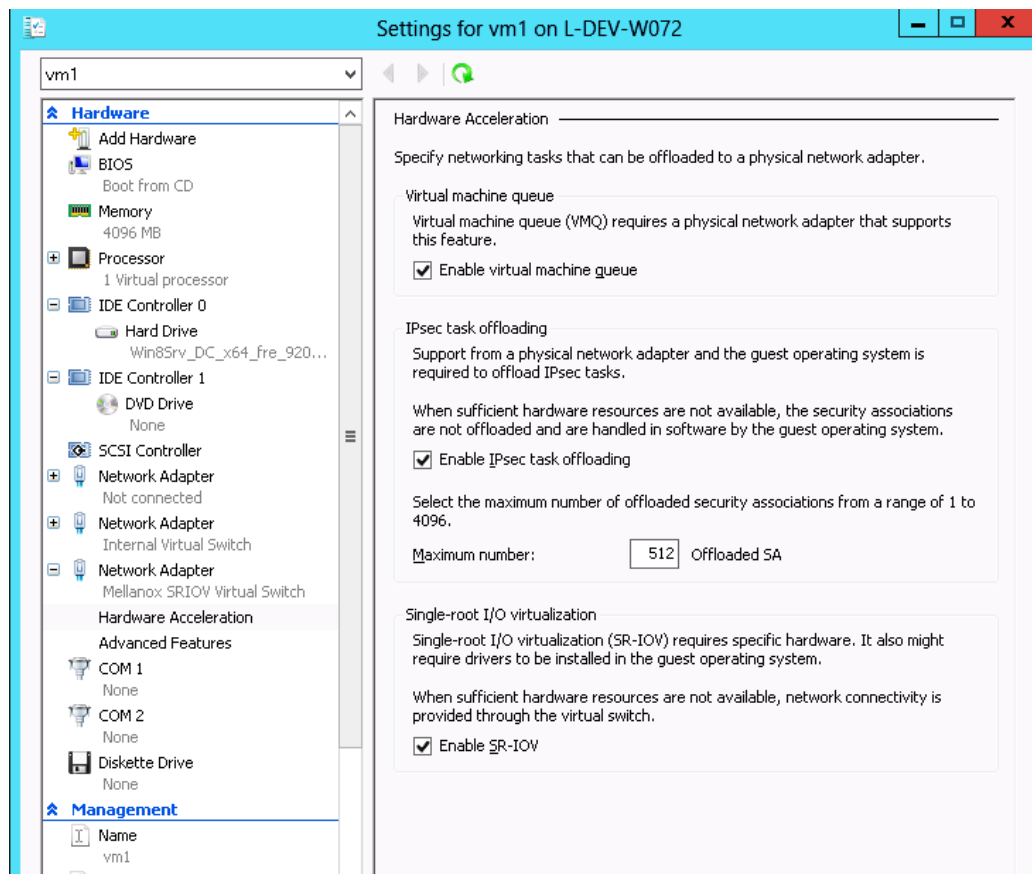 Settings for vm1 on L-DEV-W072
vm1
Hardware
Add Hardware
BIOS
Boot from CD
Memory
4096 MB
Processor
1 Virtual processor
IDE Controller 0
Hard Drive
Win8Srv_DC_x64_fre_920...
IDE Controller 1
DVD Drive
None
SCSI Controller
Network Adapter
Not connected
Network Adapter
Internal Virtual Switch
Network Adapter
Mellanox SRIOV Virtual Switch
Hardware Acceleration
Advanced Features
COM 1
None
COM 2
None
Diskette Drive
None
Management
Name
vm1
Hardware Acceleration
Specify networking tasks that can be offloaded to a physical network adapter.
Virtual machine queue
Virtual machine queue (VMQ) requires a physical network adapter that supports
this feature.
Enable virtual machine queue
IPsec task offloading
Support from a physical network adapter and the guest operating system is
required to offload IPsec tasks.
When sufficient hardware resources are not available, the security associations
are not offloaded and are handled in software by the guest operating system.
Enable IPsec task offloading
Select the maximum number of offloaded security associations from a range of 1 to
4096.
Maximum number: 512 Offloaded SA
Single-root I/O virtualization
Single-root I/O virtualization (SR-IOV) requires specific hardware. It also might
require drivers to be installed in the guest operating system.
When sufficient hardware resources are not available, network connectivity is
provided through the virtual switch.
Enable SR-IOV